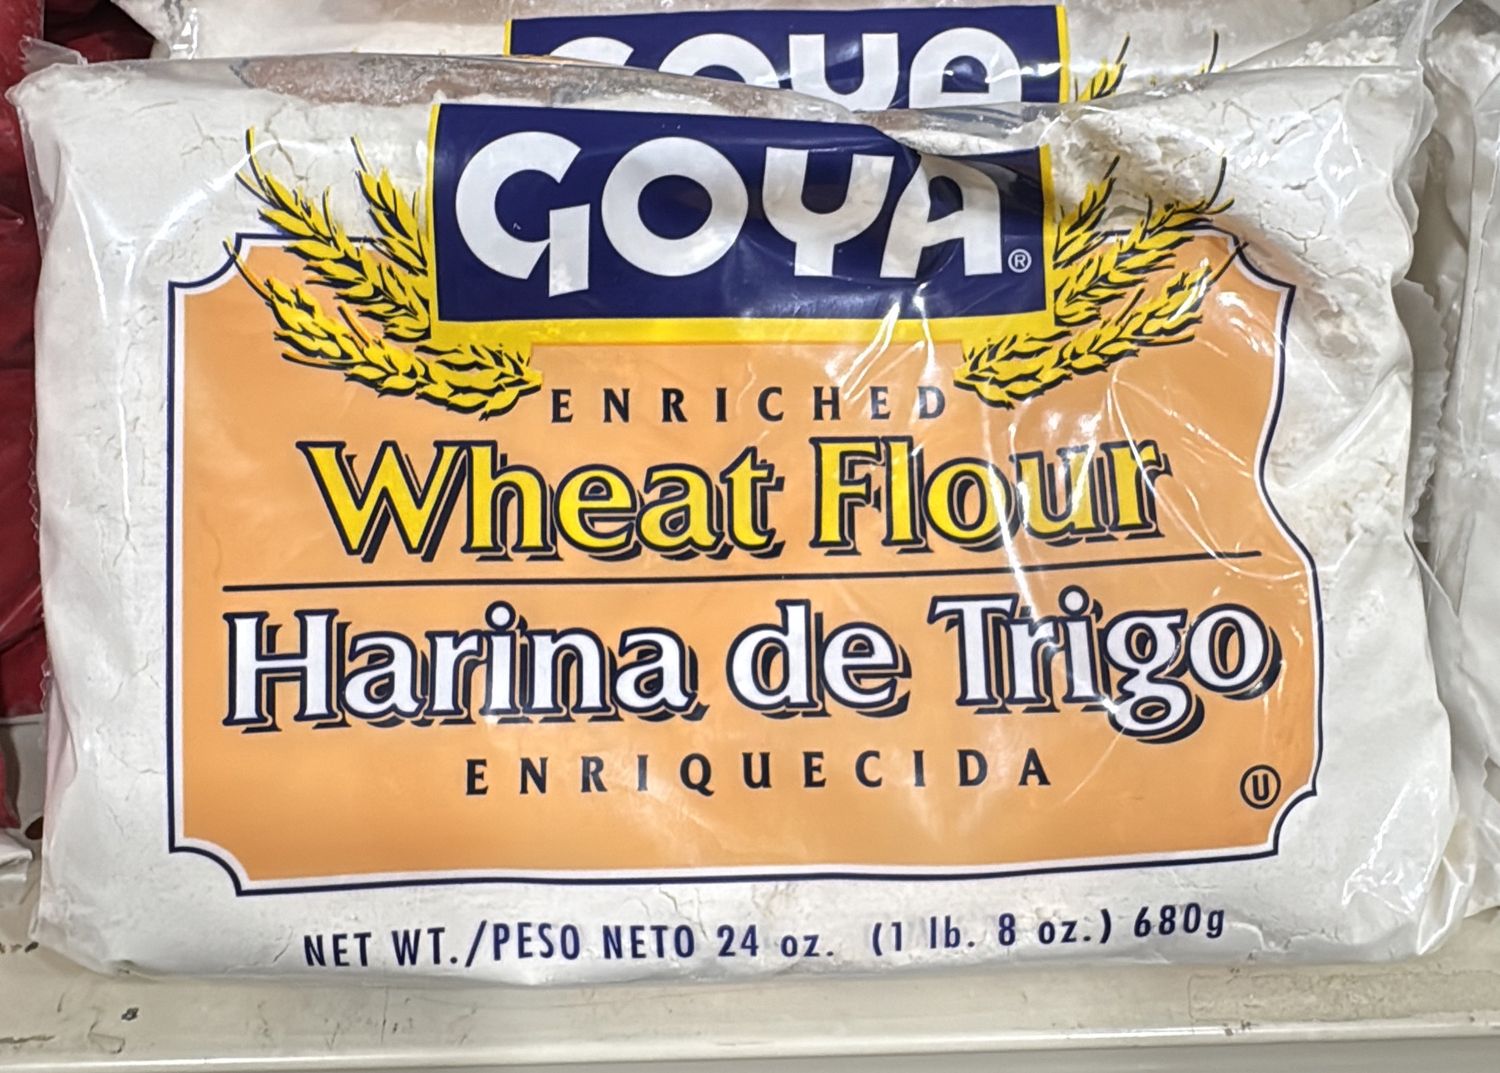 GOYA
GOYA®
ENRICHED
Wheat Flour
Harina de Trigo
ENRIQUECIDA
U
NET WT./PESO NETO 24 oz. (1 lb. 8 oz.) 680g